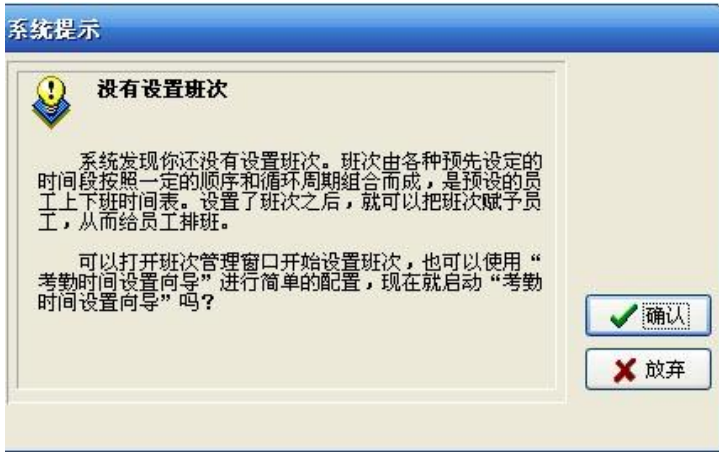 系统提示
没有设置班次
系统发现你还没有设置班次。班次由各种预先设定的
时间段按照一定的顺序和循环周期组合而成，是预设的员
工上下班时间表。设置了班次之后，就可以把班次赋予员
工，从而给员工排班。
可以打开班次管理窗口开始设置班次，也可以使用“
考勤时间设置向导”进行简单的配置，现在就启动“考勤
时间设置向导”吗？
确认
放弃